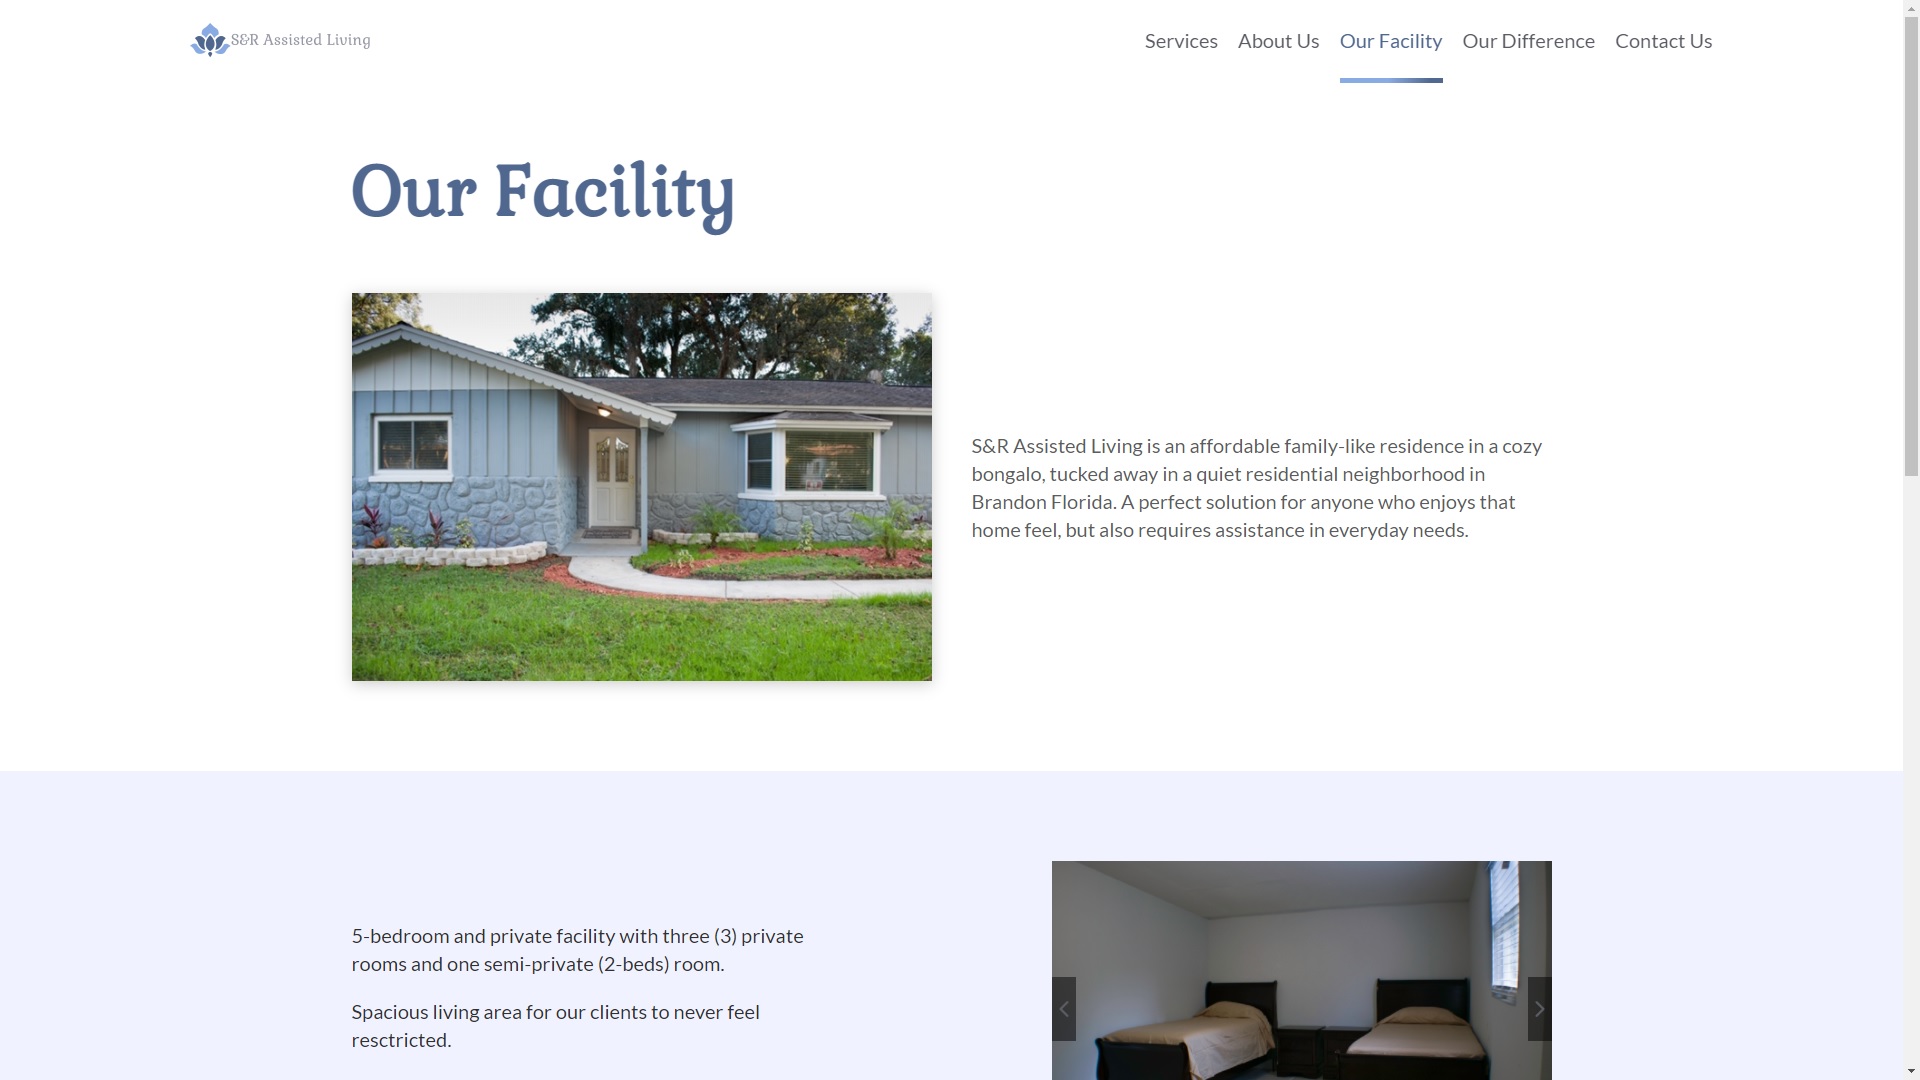 S&R Assisted Living
Services
About Us
Our Facility
Our Difference
Contact Us
Our Facility
S&R Assisted Living is an affordable family-like residence in a cozy
bongalo, tucked away in a quiet residential neighborhood in
Brandon Florida. A perfect solution for anyone who enjoys that
home feel, but also requires assistance in everyday needs.
5-bedroom and private facility with three (3) private
rooms and one semi-private (2-beds) room.
Spacious living area for our clients to never feel
resctricted.